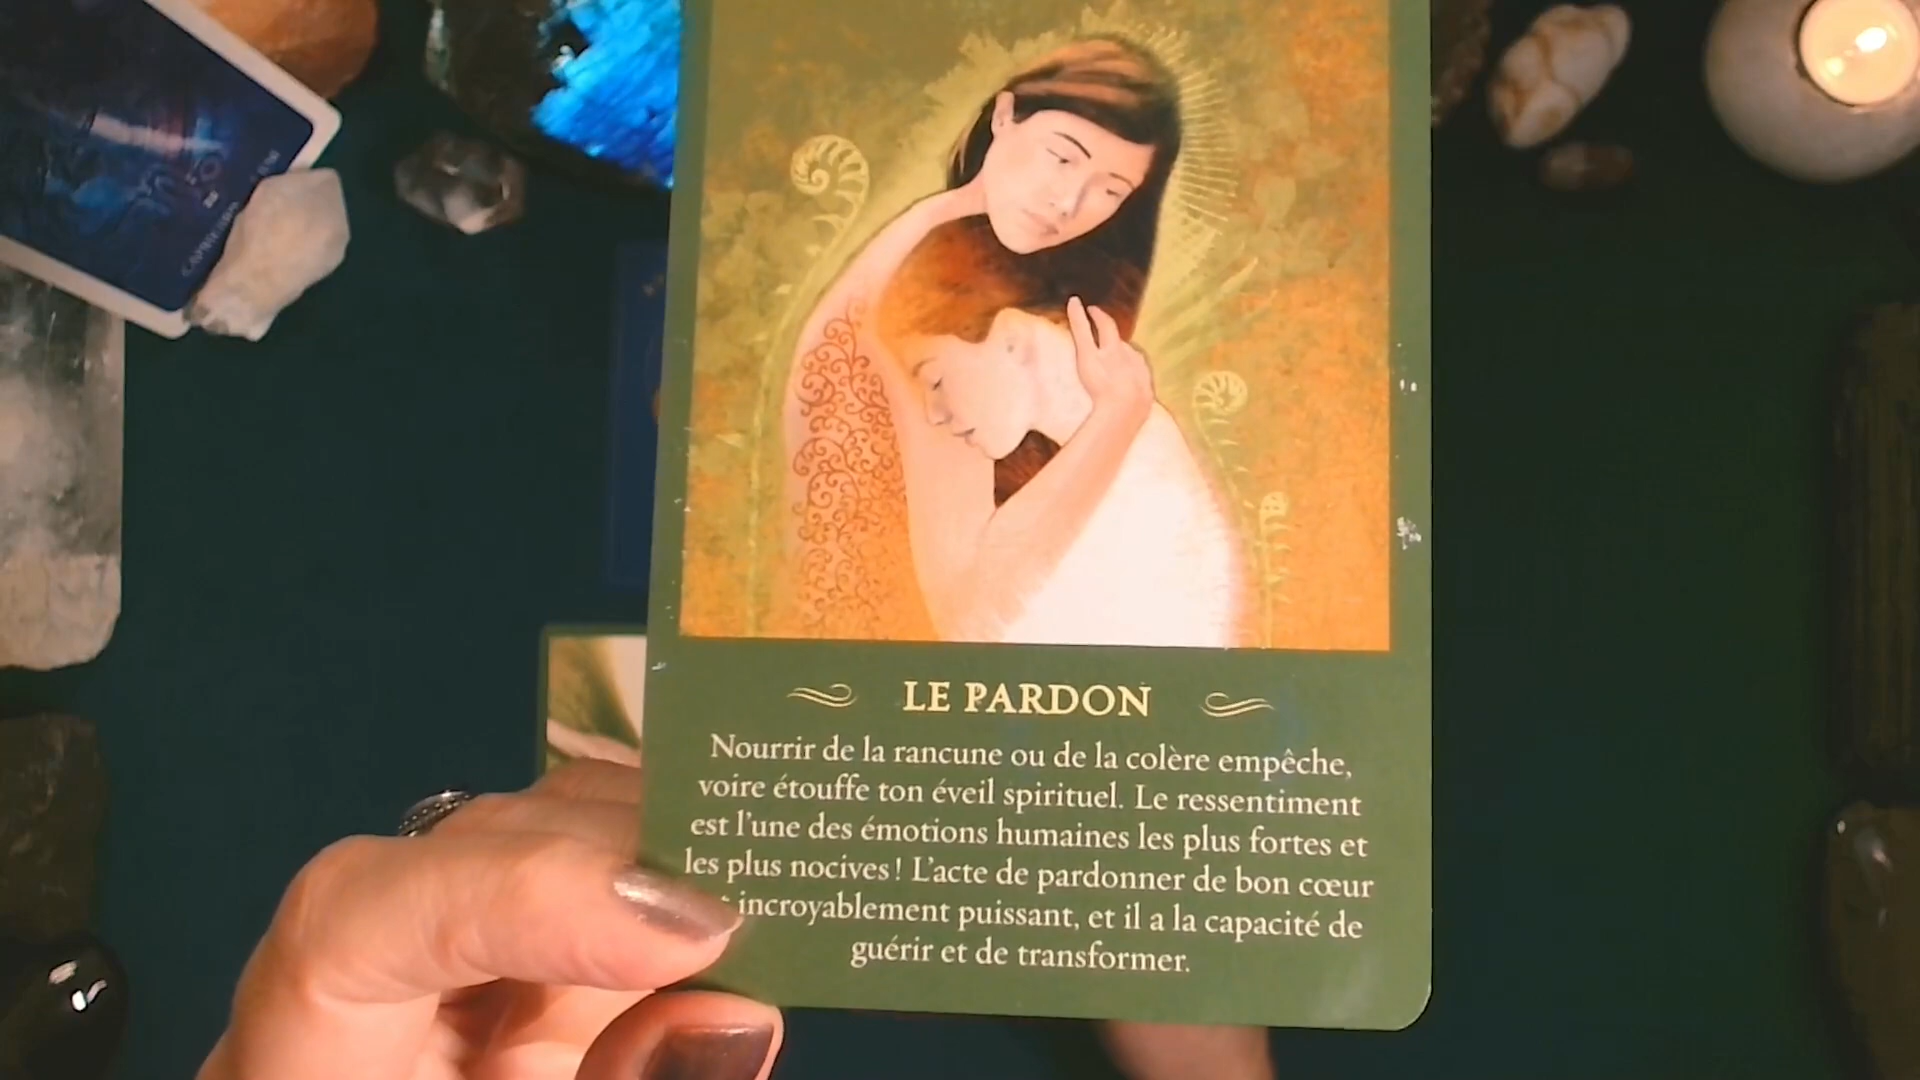 LE PARDON
Nourrir de la rancune ou de la colère empêche,
voire étouffe ton éveil spirituel. Le ressentiment
est l'une des émotions humaines les plus fortes et
les plus nocives! L'acte de pardonner de bon cœur
incroyablement puissant, et il a la capacité de
guérir et de transformer.